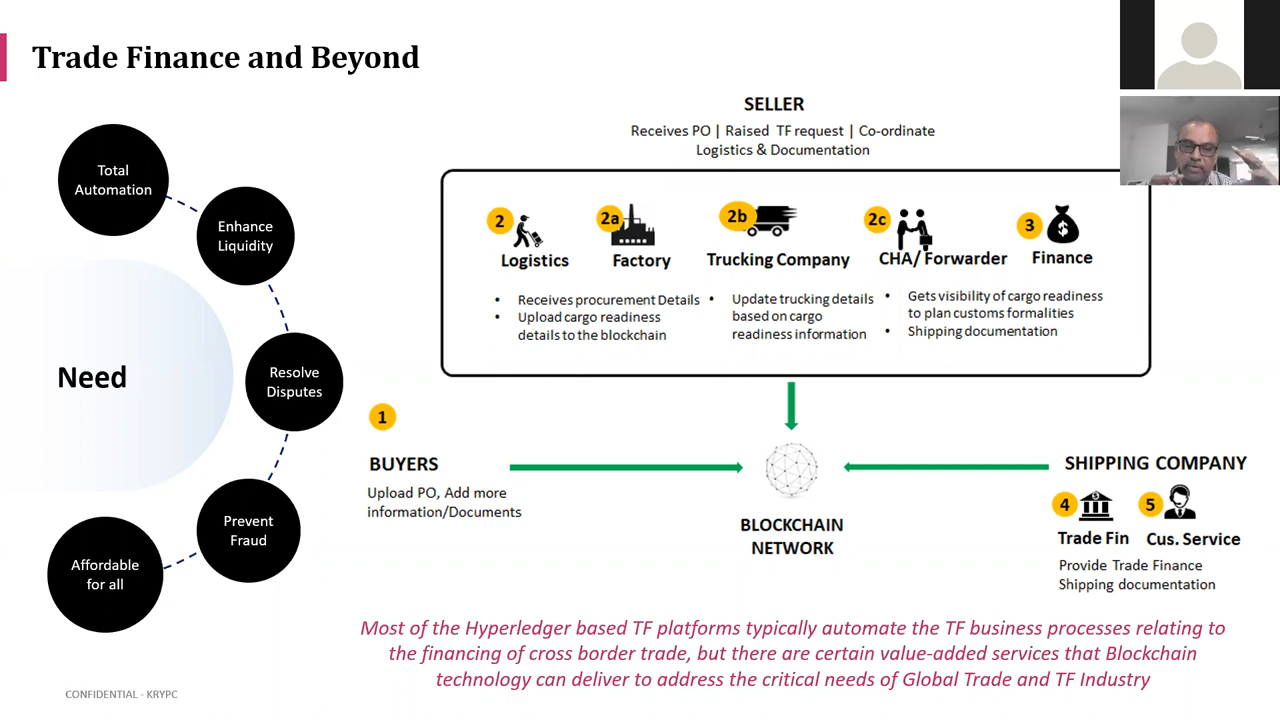 Trade Finance and Beyond
Total
Automation
Enhance
Liquidity
Resolve
Disputes
Prevent
Fraud
Affordable
for all
Need
SELLER
Receives PO | Raised TF request | Co-ordinate
Logistics & Documentation
2
Logistics
2a
Factory
2b
Trucking Company
2c
CHA/ Forwarder
3
$
Finance
• Receives procurement Details
• Upload cargo readiness
details to the blockchain
• Update trucking details
based on cargo
readiness information
• Gets visibility of cargo readiness
to plan customs formalities
• Shipping documentation
1
BUYERS
Upload PO, Add more
information/Documents
BLOCKCHAIN
NETWORK
SHIPPING COMPANY
4
$
Trade Fin
5
Cus. Service
Provide Trade Finance
Shipping documentation
Most of the Hyperledger based TF platforms typically automate the TF business processes relating to
the financing of cross border trade, but there are certain value-added services that Blockchain
technology can deliver to address the critical needs of Global Trade and TF Industry
CONFIDENTIAL - KRYPC